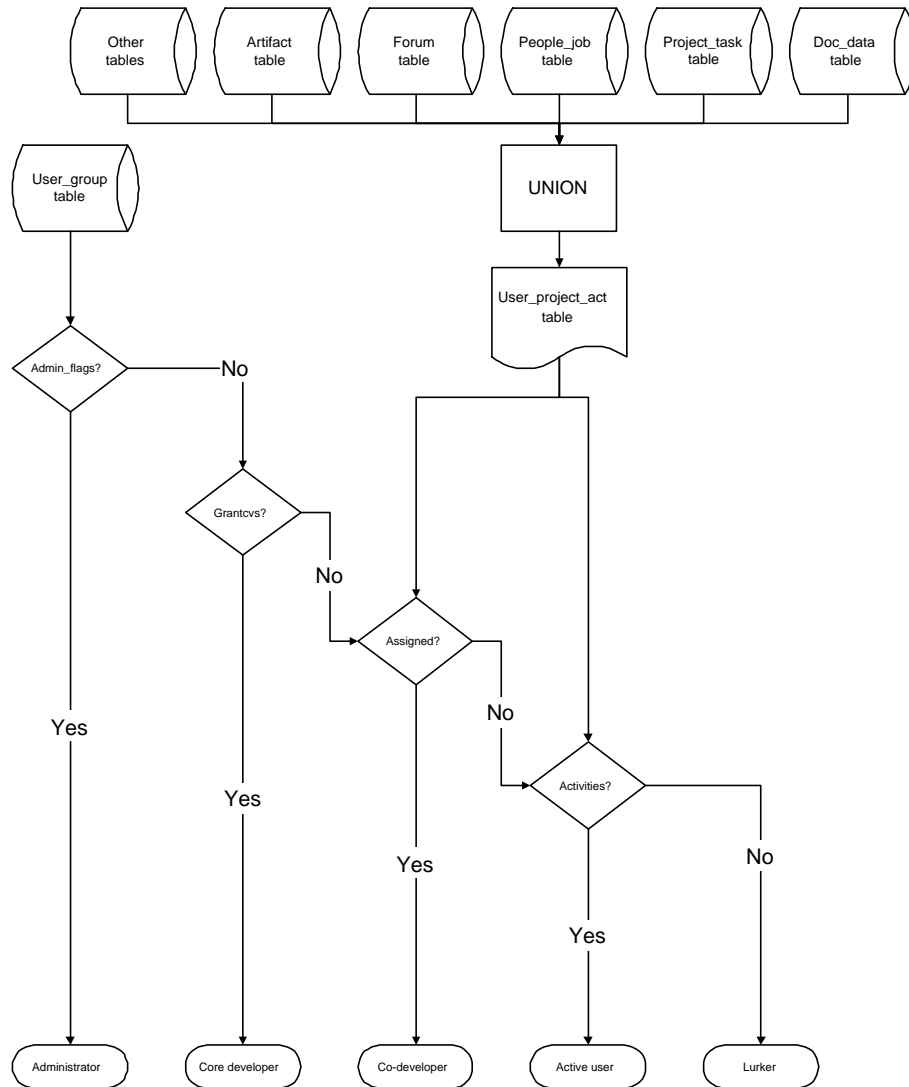 Other
tables
Artifact
table
Forum
table
People_job
table
Project_task
table
Doc_data
table
User_group
table
UNION
User_project_act
table
Admin_flags?
No
Grantcvs?
No
Assigned?
No
Yes
Activities?
Yes
No
Yes
Yes
Administrator
Core developer
Co-developer
Active user
Lurker